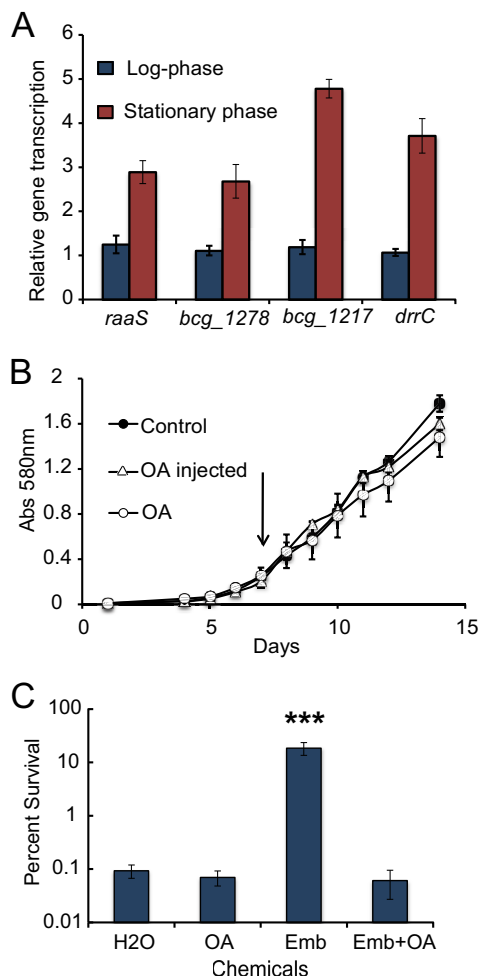 A
Relative gene transcription
6
5
4
3
2
1
0
Log-phase
Stationary phase
raaS
bcg_1278
bcg_1217
drrC
B
Abs 580nm
2
1.6
1.2
0.8
0.4
0
Control
OA injected
OA
0
5
10
15
Days
C
Percent Survival
100
10
1
0.1
0.01
***
H2O
OA
Emb
Emb+OA
Chemicals